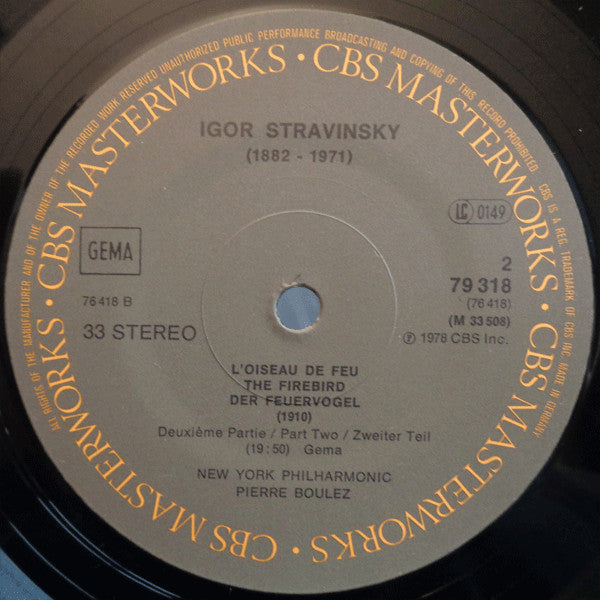 ALL RIGHTS OF THE MANUFACTURER AND OF THE OWNER OF THE RECORDED WORK RESERVED UNAUTHORIZED PUBLIC PERFORMANCE BROADCASTING AND COPYING OF THIS RECORD PROHIBITED. CBS IS A REG. TRADEMARK OF CBS INC. MADE IN GERMANY
CBS MASTERWORKS · CBS MASTERWORKS · CBS MASTERWORKS · CBS MASTERWORKS ·
IGOR STRAVINSKY
(1882 - 1971)
LC 0149
GEMA
2
79 318
76 418 B
(76 418)
(M 33 508)
33 STEREO
℗ 1978 CBS Inc.
L'OISEAU DE FEU
THE FIREBIRD
DER FEUERVOGEL
(1910)
Deuxième Partie / Part Two / Zweiter Teil
(19:50) Gema
NEW YORK PHILHARMONIC
PIERRE BOULEZ